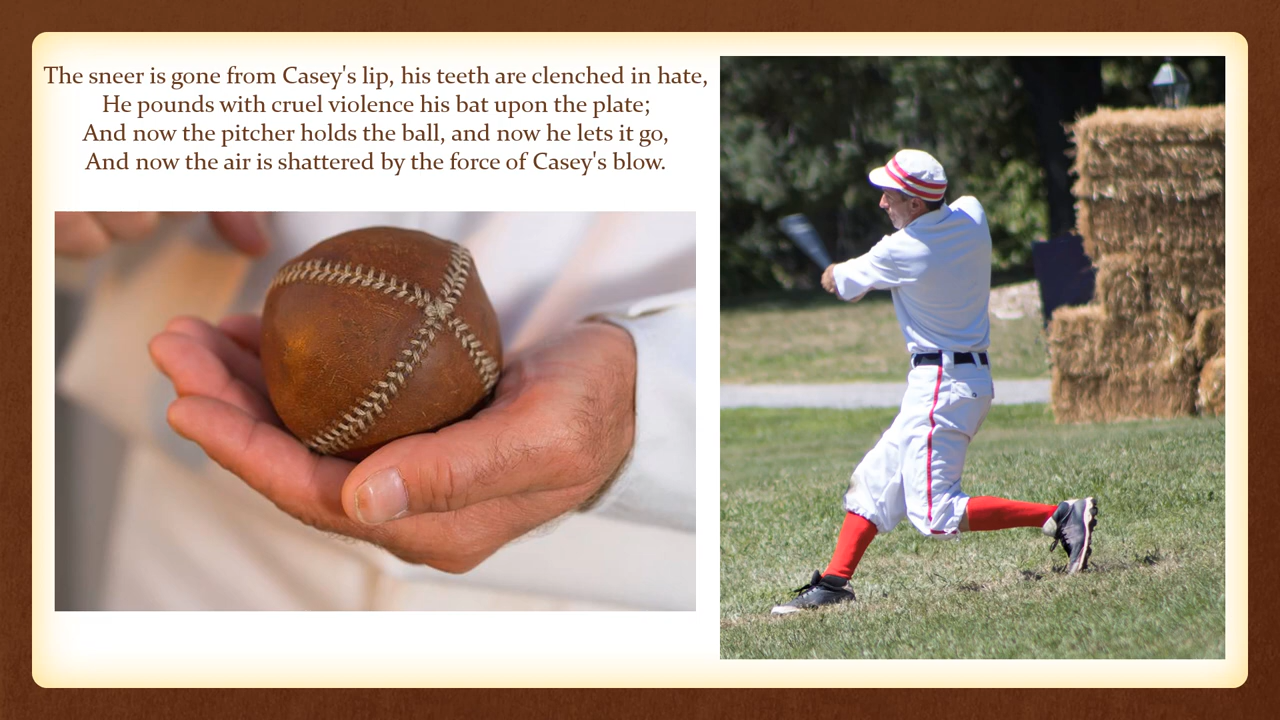 The sneer is gone from Casey's lip, his teeth are clenched in hate,
He pounds with cruel violence his bat upon the plate;
And now the pitcher holds the ball, and now he lets it go,
And now the air is shattered by the force of Casey's blow.